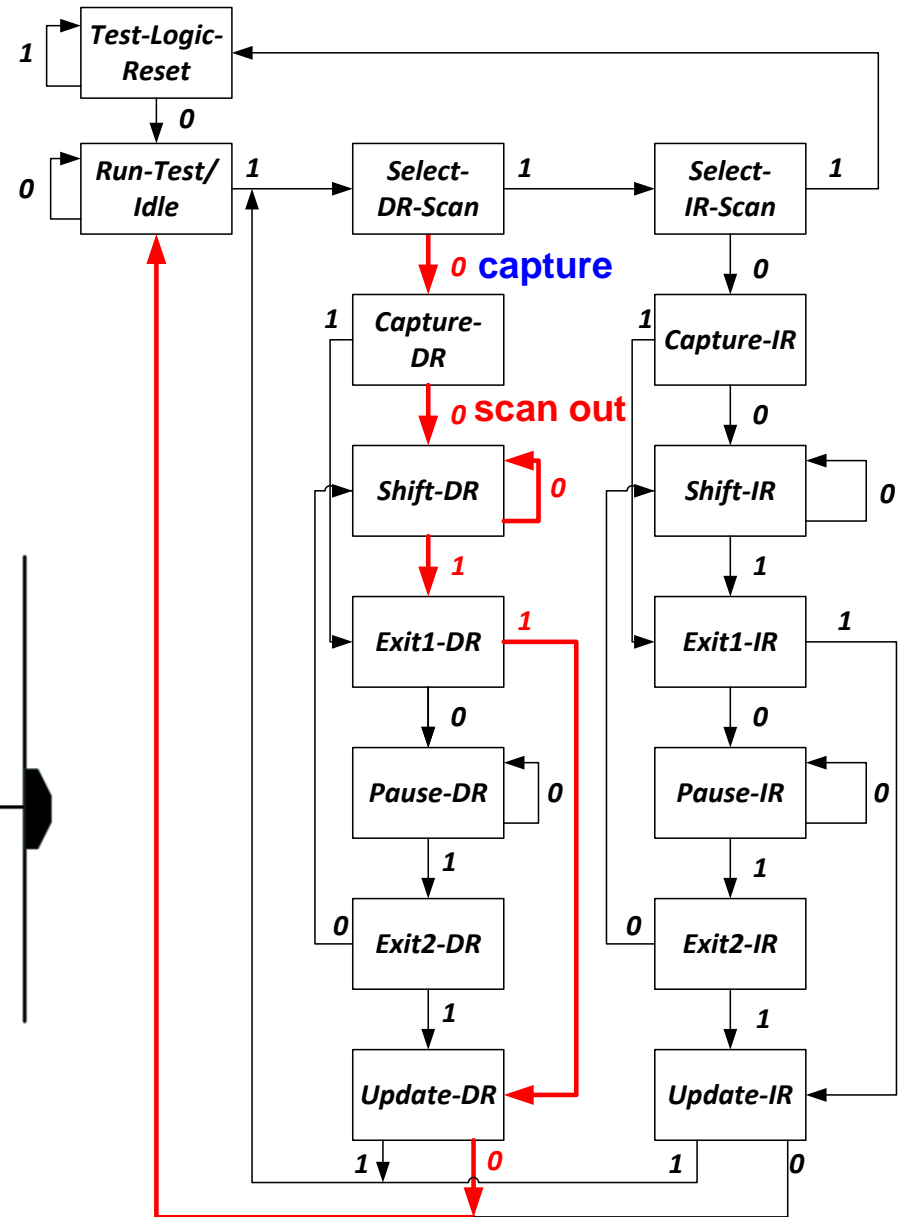 Test-Logic-
Reset
1
0
Run-Test/
Idle
0
1
Select-
DR-Scan
1
Select-
IR-Scan
1
0 capture
0
Capture-
DR
1
Capture-IR
1
0 scan out
0
Shift-DR
0
Shift-IR
0
1
1
Exit1-DR
1
Exit1-IR
1
0
0
Pause-DR
0
Pause-IR
0
1
1
Exit2-DR
0
Exit2-IR
0
1
1
Update-DR
Update-IR
1
0
1
0